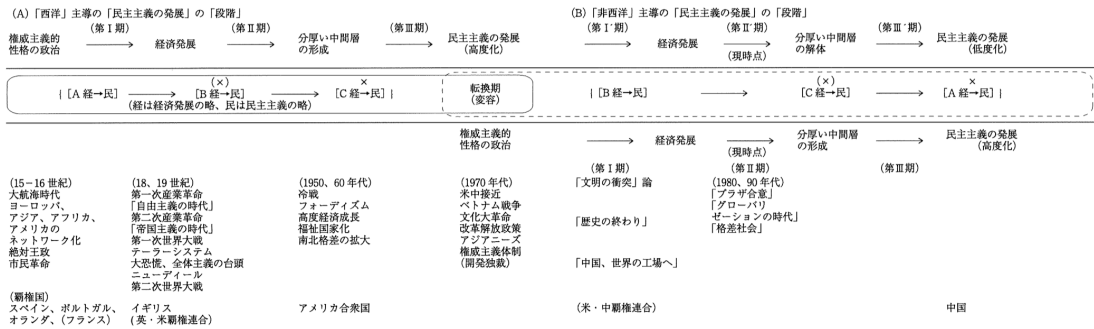 (A)「西洋」主導の「民主主義の発展」の「段階」
(第Ⅰ期) (第Ⅱ期) (第Ⅲ期)
権威主義的
性格の政治
経済発展
分厚い中間層
の形成
民主主義の発展
(高度化)
(B)「非西洋」主導の「民主主義の発展」の「段階」
(第Ⅰ´期) (第Ⅱ´期) (第Ⅲ´期)
経済発展
(現時点)
分厚い中間層
の解体
民主主義の発展
(低度化)
(×) ×
{ [A 経→民] [B 経→民] [C 経→民] }
(経は経済発展の略、民は民主主義の略)
転換期
(変容)
(×) ×
{ [B 経→民] [C 経→民] [A 経→民] }
権威主義的
性格の政治
経済発展
(現時点)
分厚い中間層
の形成
民主主義の発展
(高度化)
(第Ⅰ期) (第Ⅱ期) (第Ⅲ期)
(15-16世紀)
大航海時代
ヨーロッパ、
アジア、アフリカ、
アメリカの
ネットワーク化
絶対王政
市民革命
(18、19世紀)
第一次産業革命
「自由主義の時代」
第二次産業革命
「帝国主義の時代」
第一次世界大戦
テーラーシステム
大恐慌、全体主義の台頭
ニューディール
第二次世界大戦
(1950、60年代)
冷戦
フォーディズム
高度経済成長
福祉国家化
南北格差の拡大
(1970年代)
米中接近
ベトナム戦争
文化大革命
改革解放政策
アジアニーズ
権威主義体制
(開発独裁)
「文明の衝突」論
「歴史の終わり」
「中国、世界の工場へ」
(1980、90年代)
「プラザ合意」
「グローバリ
ゼーションの時代」
「格差社会」
(覇権国)
スペイン、ポルトガル、
オランダ、(フランス)
イギリス
(英・米覇権連合)
アメリカ合衆国
(米・中覇権連合)
中国